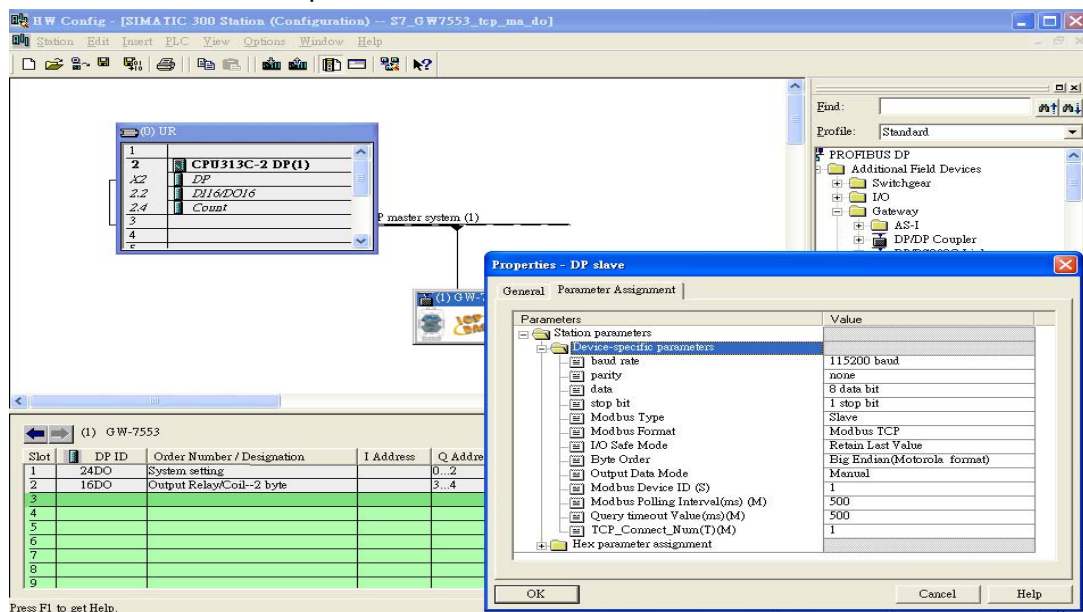 HW Config - [SIMATIC 300 Station (Configuration) -- S7_GW7553_tcp_ma_do]
Station Edit Insert PLC View Options Window Help
(0) UR
1
2 CPU313C-2 DP(1)
X2 DP
2.2 DI16/DO16
2.4 Count
3
4
P master system (1)
(1) GW-7
Find:
Profile: Standard
PROFIBUS DP
Additional Field Devices
Switchgear
I/O
Gateway
AS-I
DP/DP Coupler
Properties - DP slave
General Parameter Assignment
Parameters Value
Station parameters
Device-specific parameters
baud rate 115200 baud
parity none
data 8 data bit
stop bit 1 stop bit
Modbus Type Slave
Modbus Format Modbus TCP
I/O Safe Mode Retain Last Value
Byte Order Big Endian(Motorola format)
Output Data Mode Manual
Modbus Device ID (S) 1
Modbus Polling Interval(ms) (M) 500
Query timeout Value(ms)(M) 500
TCP_Connect_Num(T)(M) 1
Hex parameter assignment
OK Cancel Help
(1) GW-7553
Slot DP ID Order Number / Designation I Address Q Addre
1 24DO System setting 0...2
2 16DO Output Relay/Coil--2 byte 3...4
3
4
5
6
7
8
9
Press F1 to get Help.